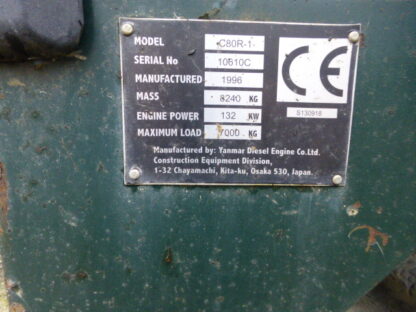 MODEL C80R-1
SERIAL No 10610C
MANUFACTURED 1996
MASS 8240 KG
ENGINE POWER 132 KW
MAXIMUM LOAD 7000 KG
CE
S130918
Manufactured by: Yanmar Diesel Engine Co.Ltd.
Construction Equipment Division,
1-32 Chayamachi, Kita-ku, Osaka 530, Japan.